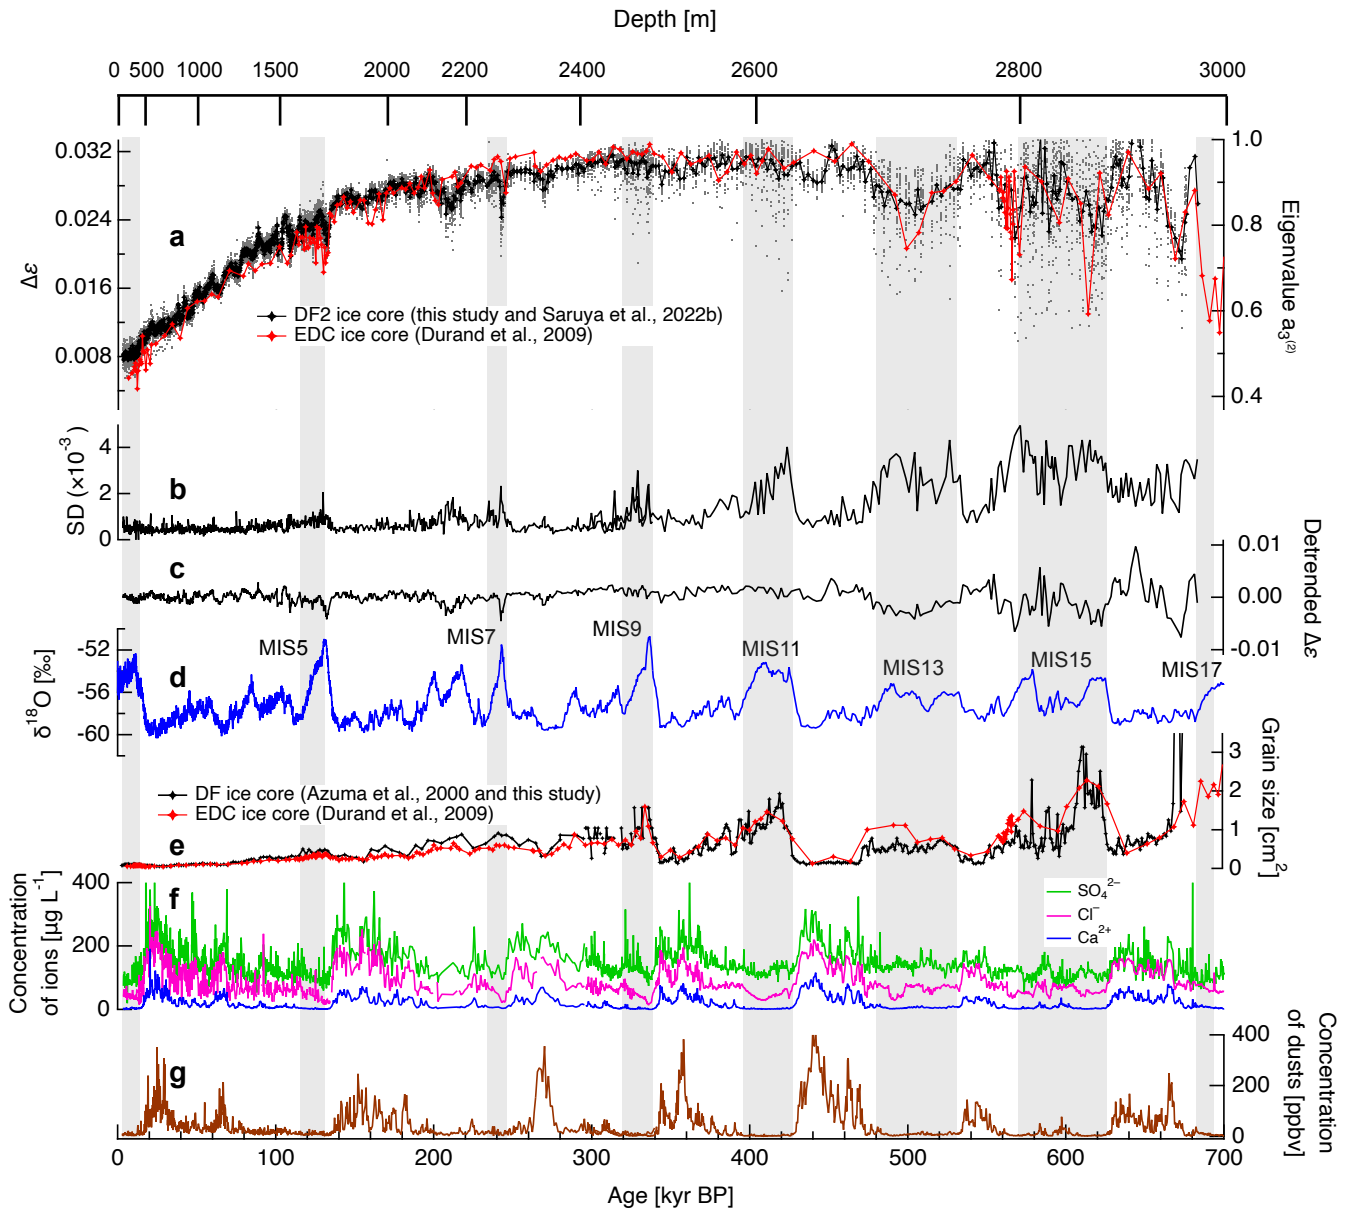 Depth [m]
0 500 1000 1500 2000 2200 2400 2600 2800 3000
0.032
0.024
0.016
0.008
Δε
a
DF2 ice core (this study and Saruya et al., 2022b)
EDC ice core (Durand et al., 2009)
1.0
0.8
0.6
0.4
Eigenvalue a₃⁽²⁾
4
2
0
SD (×10⁻³)
b
c
0.01
0.00
-0.01
Detrended Δε
MIS5 MIS7 MIS9 MIS11 MIS13 MIS15 MIS17
-52
-56
-60
δ¹⁸O [‰]
d
3
2
1
0
Grain size [cm²]
DF ice core (Azuma et al., 2000 and this study)
EDC ice core (Durand et al., 2009)
e
400
200
0
Concentration
of ions [µg L⁻¹]
f
SO₄²⁻
Cl⁻
Ca²⁺
g
400
200
0
Concentration
of dusts [ppbv]
0 100 200 300 400 500 600 700
Age [kyr BP]